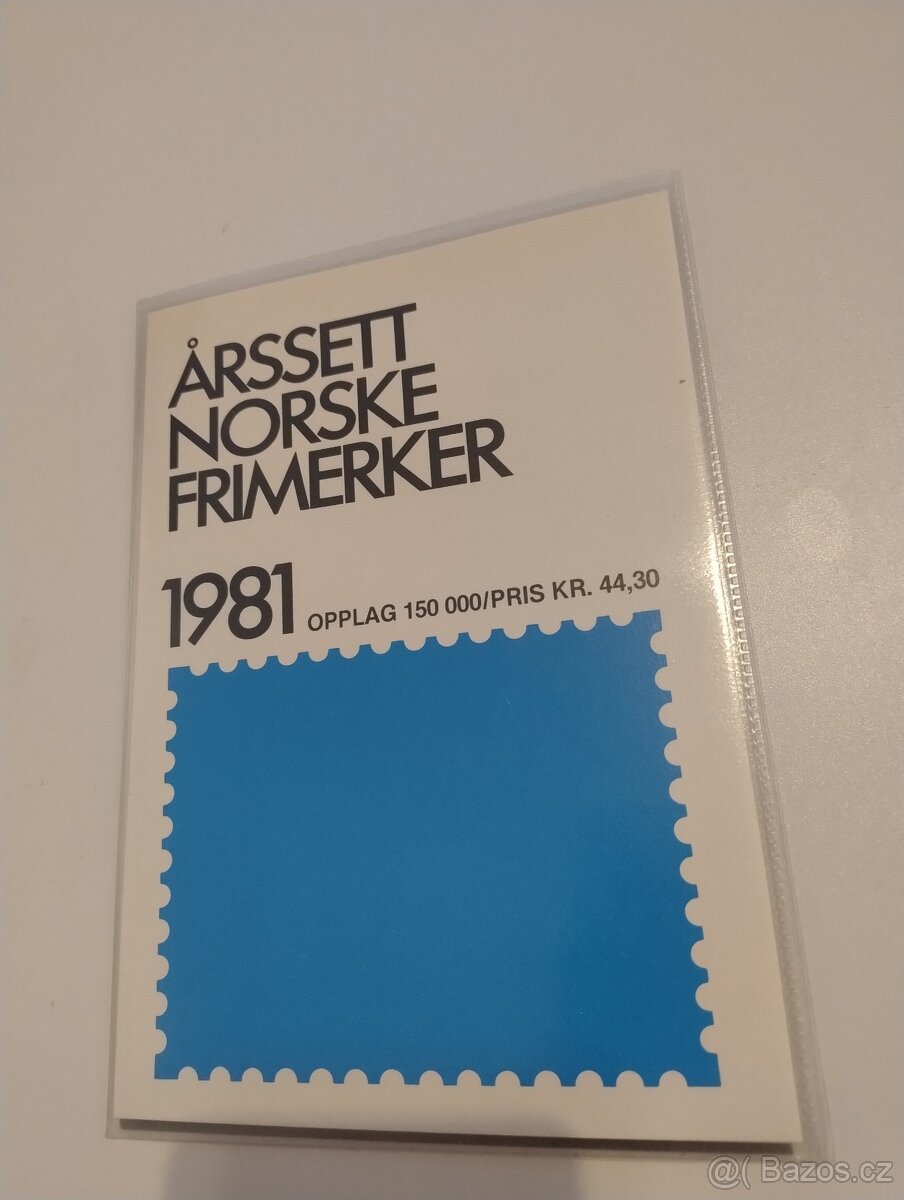 ÅRSSETT
NORSKE
FRIMERKER
1981 OPPLAG 150 000/PRIS KR. 44,30
@( Bazos.cz